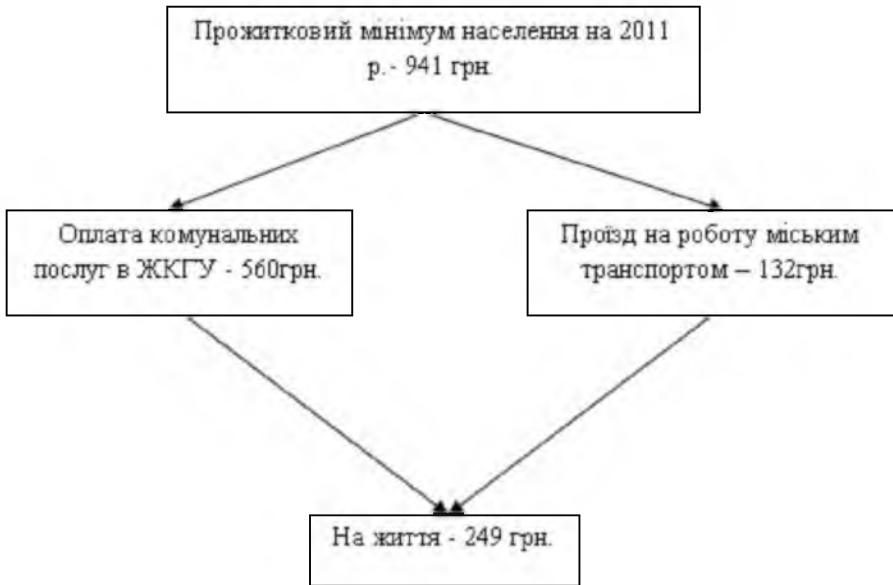 Прожитковий мінімум населення на 2011
р.- 941 грн.
Оплата комунальних
послуг в ЖКГУ - 560грн.
Проїзд на роботу міським
транспортом – 132грн.
На життя - 249 грн.